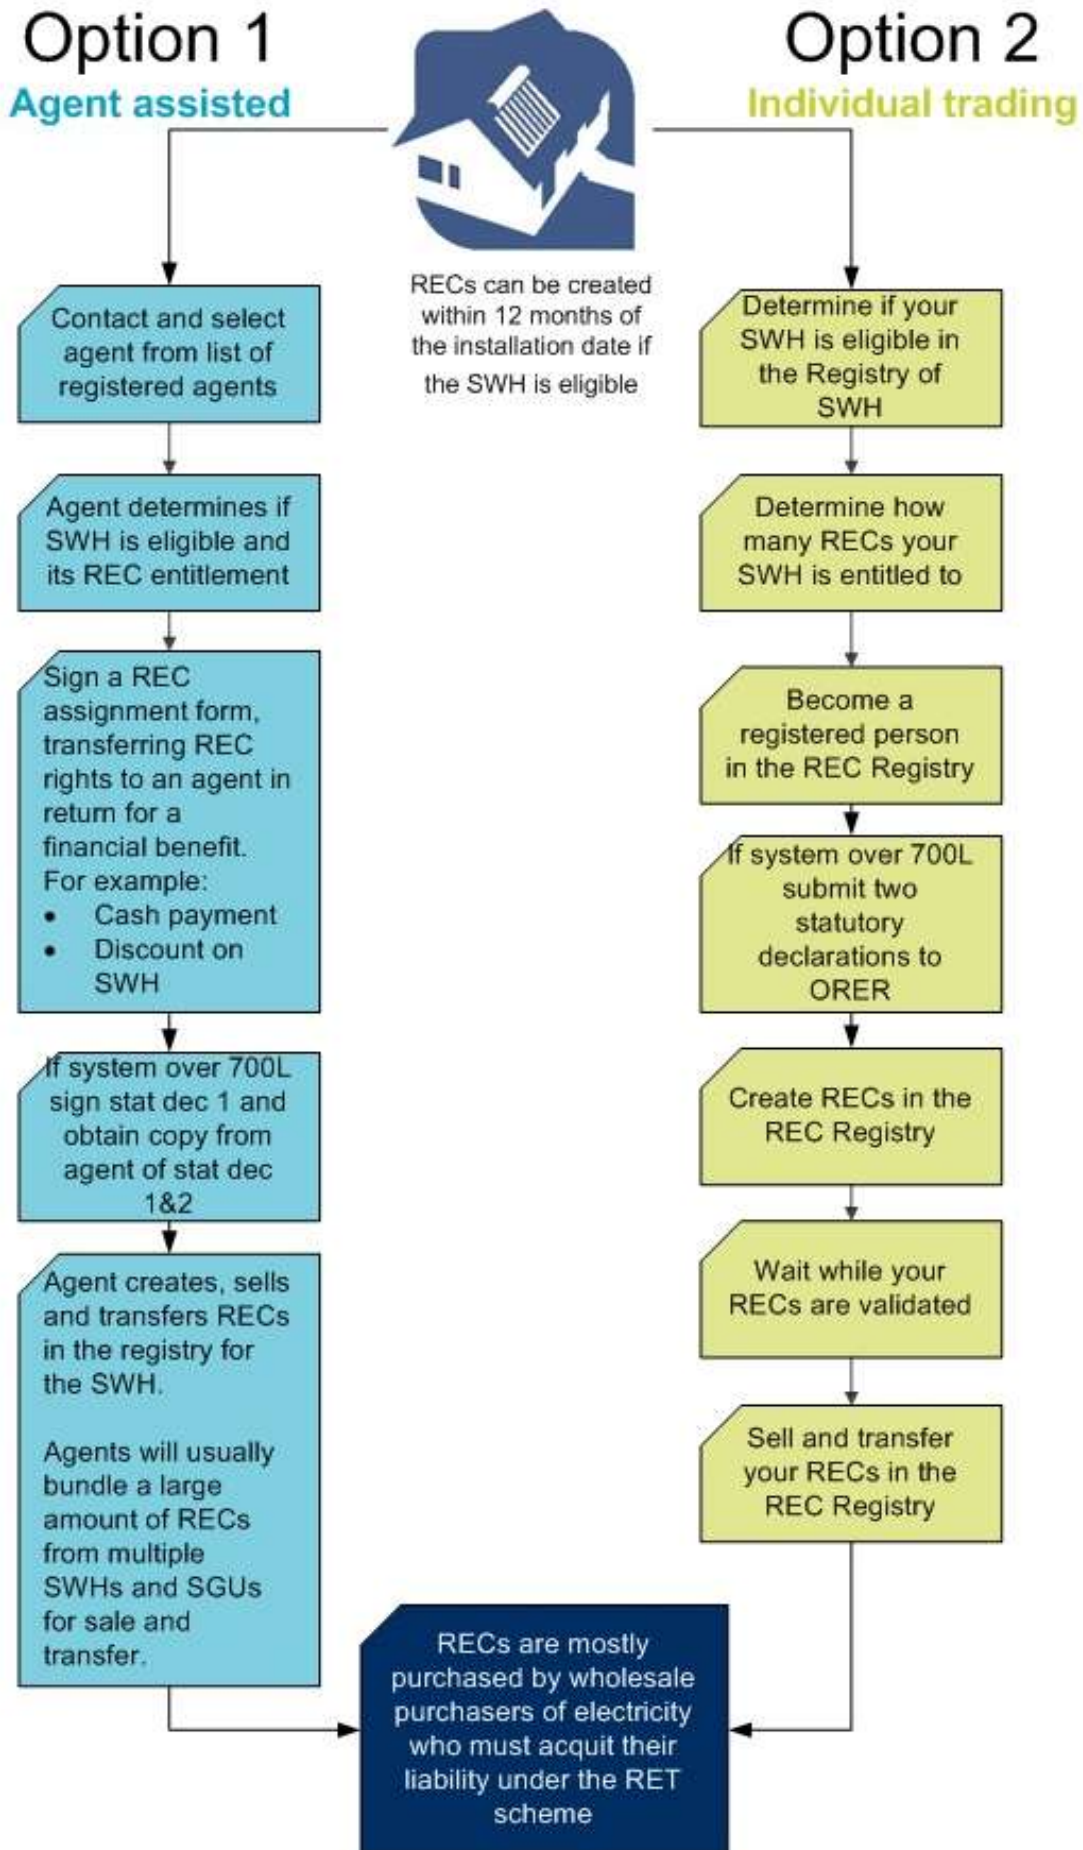 Option 1
Agent assisted
Option 2
Individual trading
RECs can be created
within 12 months of
the installation date if
the SWH is eligible
Contact and select
agent from list of
registered agents
Agent determines if
SWH is eligible and
its REC entitlement
Sign a REC
assignment form,
transferring REC
rights to an agent in
return for a
financial benefit.
For example:
• Cash payment
• Discount on
SWH
If system over 700L
sign stat dec 1 and
obtain copy from
agent of stat dec
1&2
Agent creates, sells
and transfers RECs
in the registry for
the SWH.
Agents will usually
bundle a large
amount of RECs
from multiple
SWHs and SGUs
for sale and
transfer.
Determine if your
SWH is eligible in
the Registry of
SWH
Determine how
many RECs your
SWH is entitled to
Become a
registered person
in the REC Registry
If system over 700L
submit two
statutory
declarations to
ORER
Create RECs in the
REC Registry
Wait while your
RECs are validated
Sell and transfer
your RECs in the
REC Registry
RECs are mostly
purchased by wholesale
purchasers of electricity
who must acquit their
liability under the RET
scheme